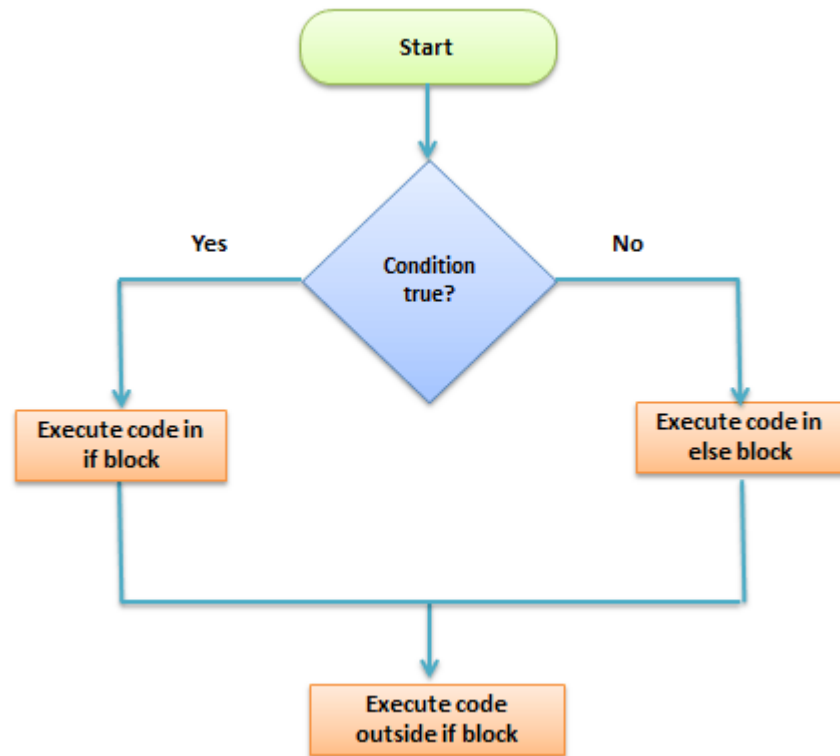 Start
Yes
No
Condition
true?
Execute code in
if block
Execute code in
else block
Execute code
outside if block